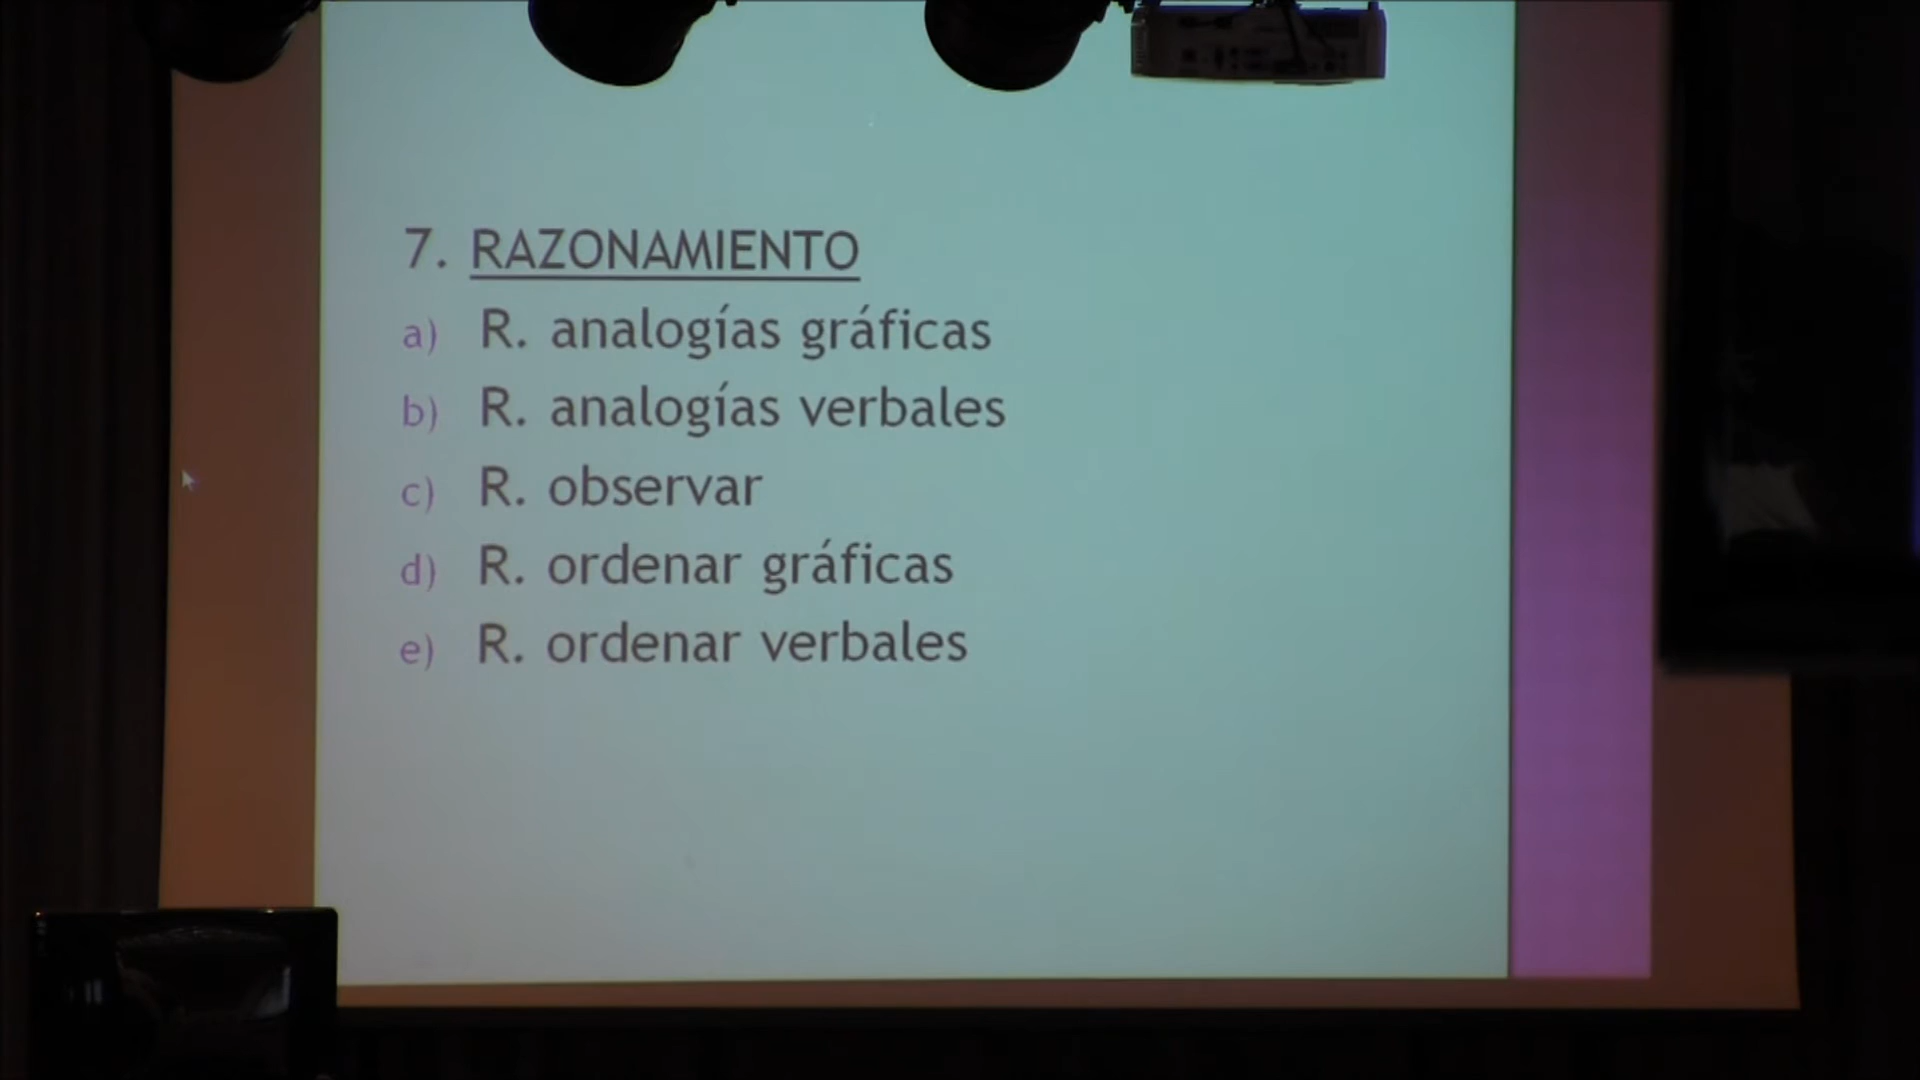 7. RAZONAMIENTO
a) R. analogías gráficas
b) R. analogías verbales
c) R. observar
d) R. ordenar gráficas
e) R. ordenar verbales